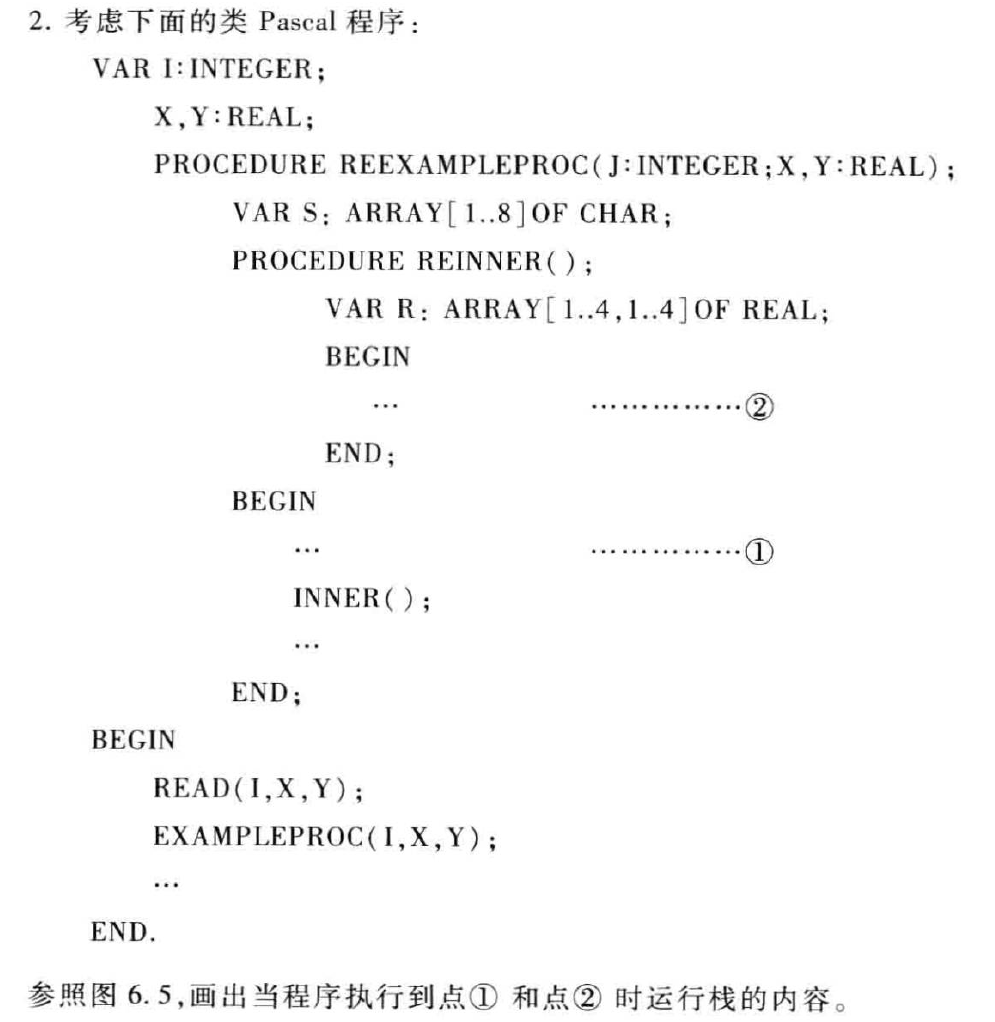 2. 考虑下面的类 Pascal 程序：
VAR I:INTEGER;
X,Y:REAL;
PROCEDURE REEXAMPLEPROC(J:INTEGER;X,Y:REAL);
VAR S: ARRAY[1..8]OF CHAR;
PROCEDURE REINNER();
VAR R: ARRAY[1..4,1..4]OF REAL;
BEGIN
… ……………②
END;
BEGIN
… ……………①
INNER();
…
END;
BEGIN
READ(I,X,Y);
EXAMPLEPROC(I,X,Y);
…
END.
参照图 6.5,画出当程序执行到点① 和点② 时运行栈的内容。